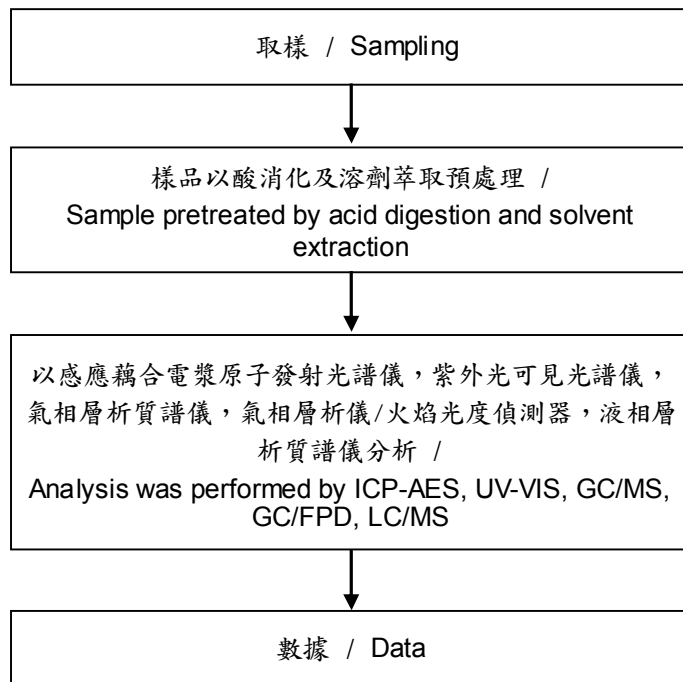 取樣 / Sampling
樣品以酸消化及溶劑萃取預處理 /
Sample pretreated by acid digestion and solvent
extraction
以感應藕合電漿原子發射光譜儀，紫外光可見光譜儀，
氣相層析質譜儀，氣相層析儀/火焰光度偵測器，液相層
析質譜儀分析 /
Analysis was performed by ICP-AES, UV-VIS, GC/MS,
GC/FPD, LC/MS
數據 / Data